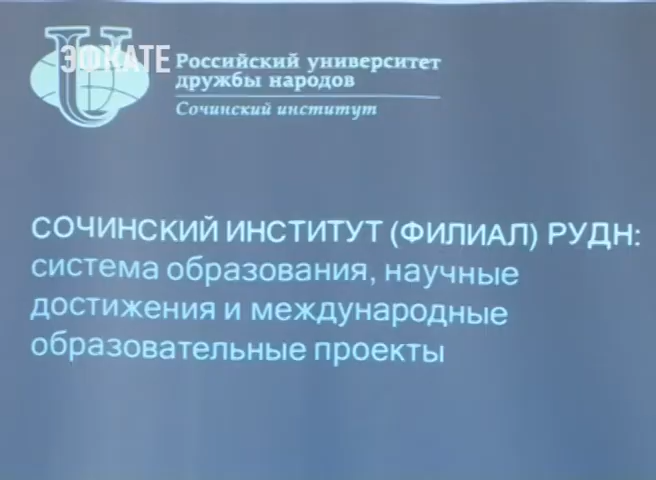 ЭФКАТЕ
Российский университет
дружбы народов
Сочинский институт
СОЧИНСКИЙ ИНСТИТУТ (ФИЛИАЛ) РУДН:
система образования, научные
достижения и международные
образовательные проекты